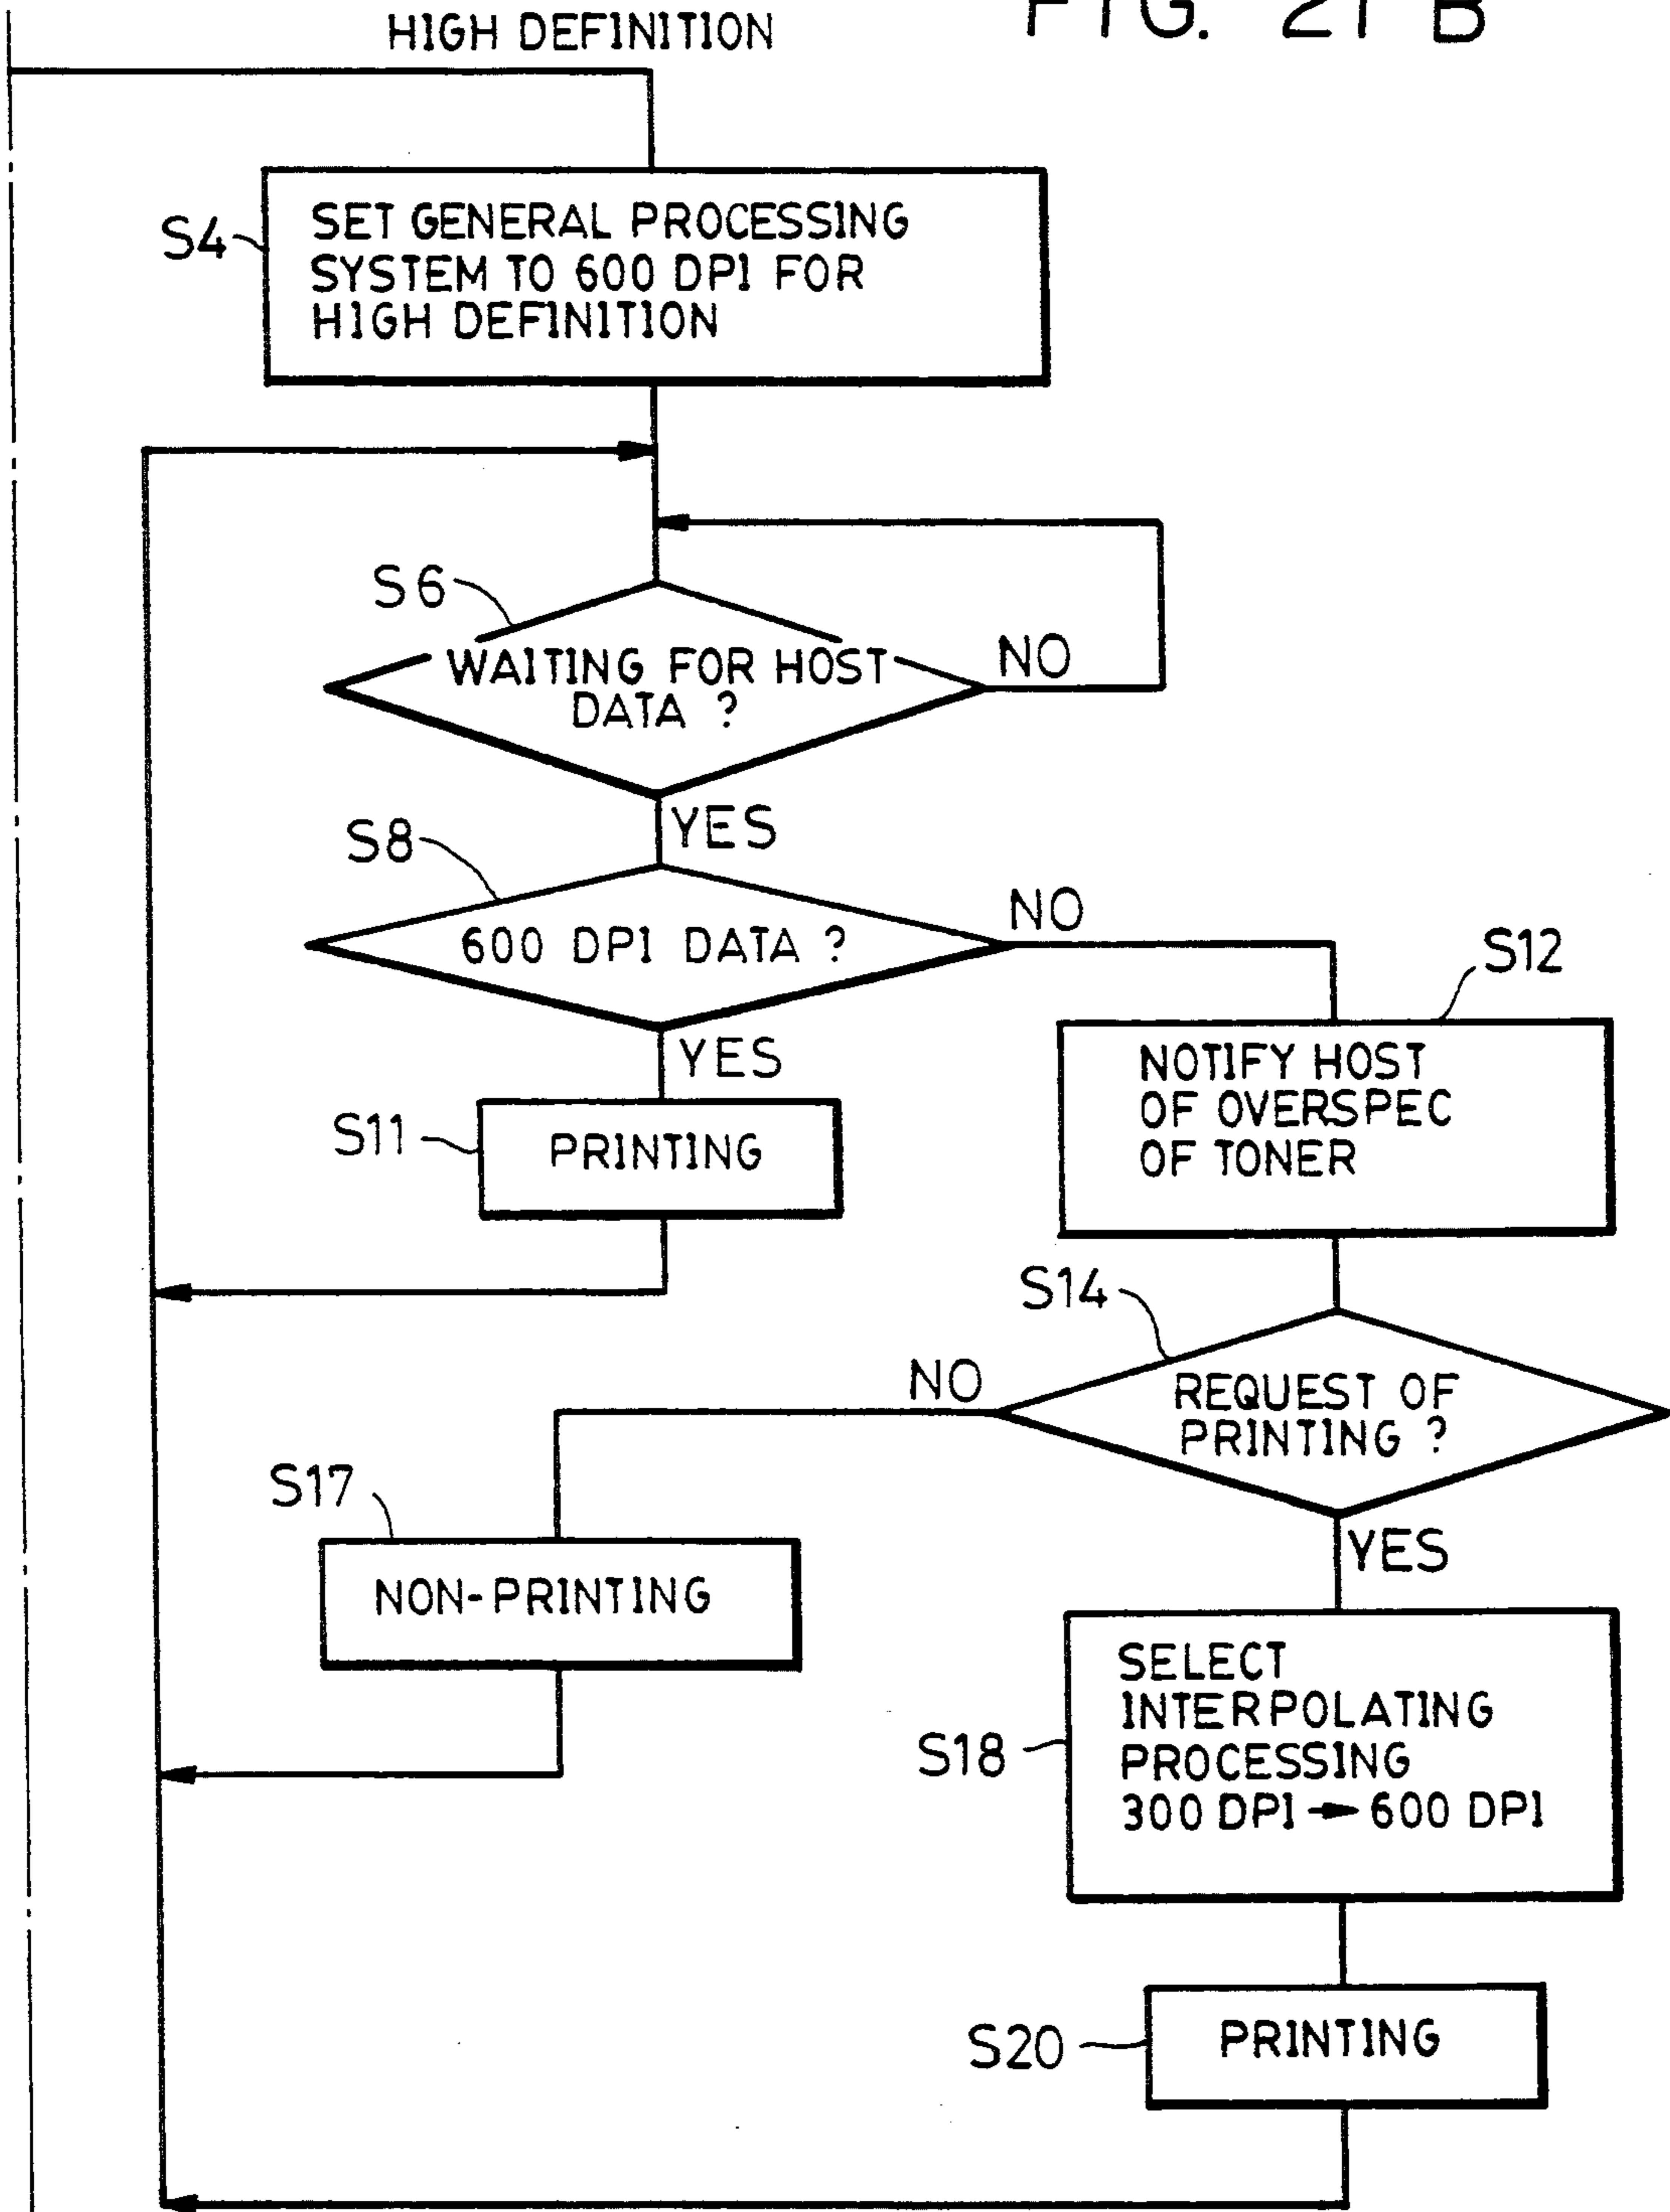 FIG. 21 B
HIGH DEFINITION
S4
SET GENERAL PROCESSING
SYSTEM TO 600 DPI FOR
HIGH DEFINITION
S6
WAITING FOR HOST
DATA ?
NO
YES
S8
600 DPI DATA ?
NO
YES
S11
PRINTING
S12
NOTIFY HOST
OF OVERSPEC
OF TONER
S14
REQUEST OF
PRINTING ?
NO
YES
S17
NON-PRINTING
S18
SELECT
INTERPOLATING
PROCESSING
300 DPI → 600 DPI
S20
PRINTING